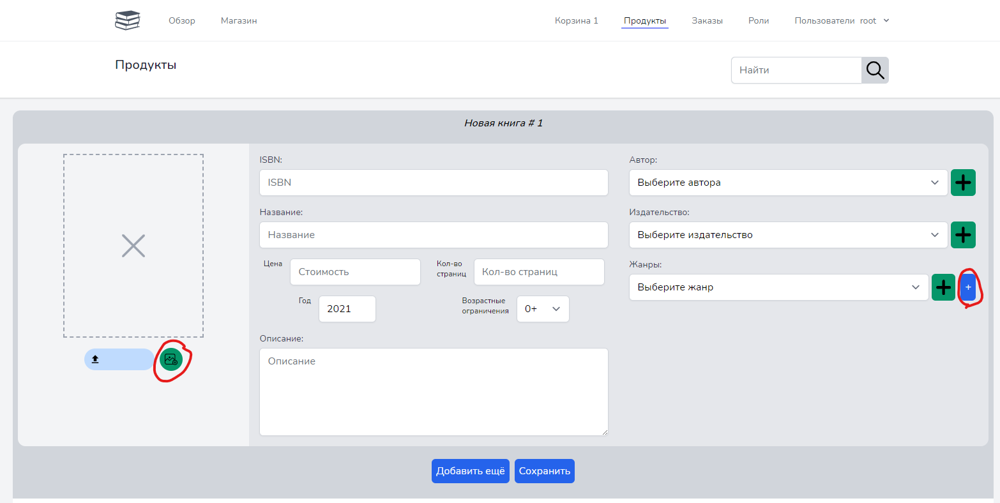 Обзор Магазин Корзина 1 Продукты Заказы Роли Пользователи root
Продукты
Найти
Новая книга # 1
ISBN:
ISBN
Название:
Название
Цена
Стоимость
Кол-во
страниц
Кол-во страниц
Год
2021
Возрастные
ограничения
0+
Описание:
Описание
Автор:
Выберите автора
Издательство:
Выберите издательство
Жанры:
Выберите жанр
+
Добавить ещё
Сохранить